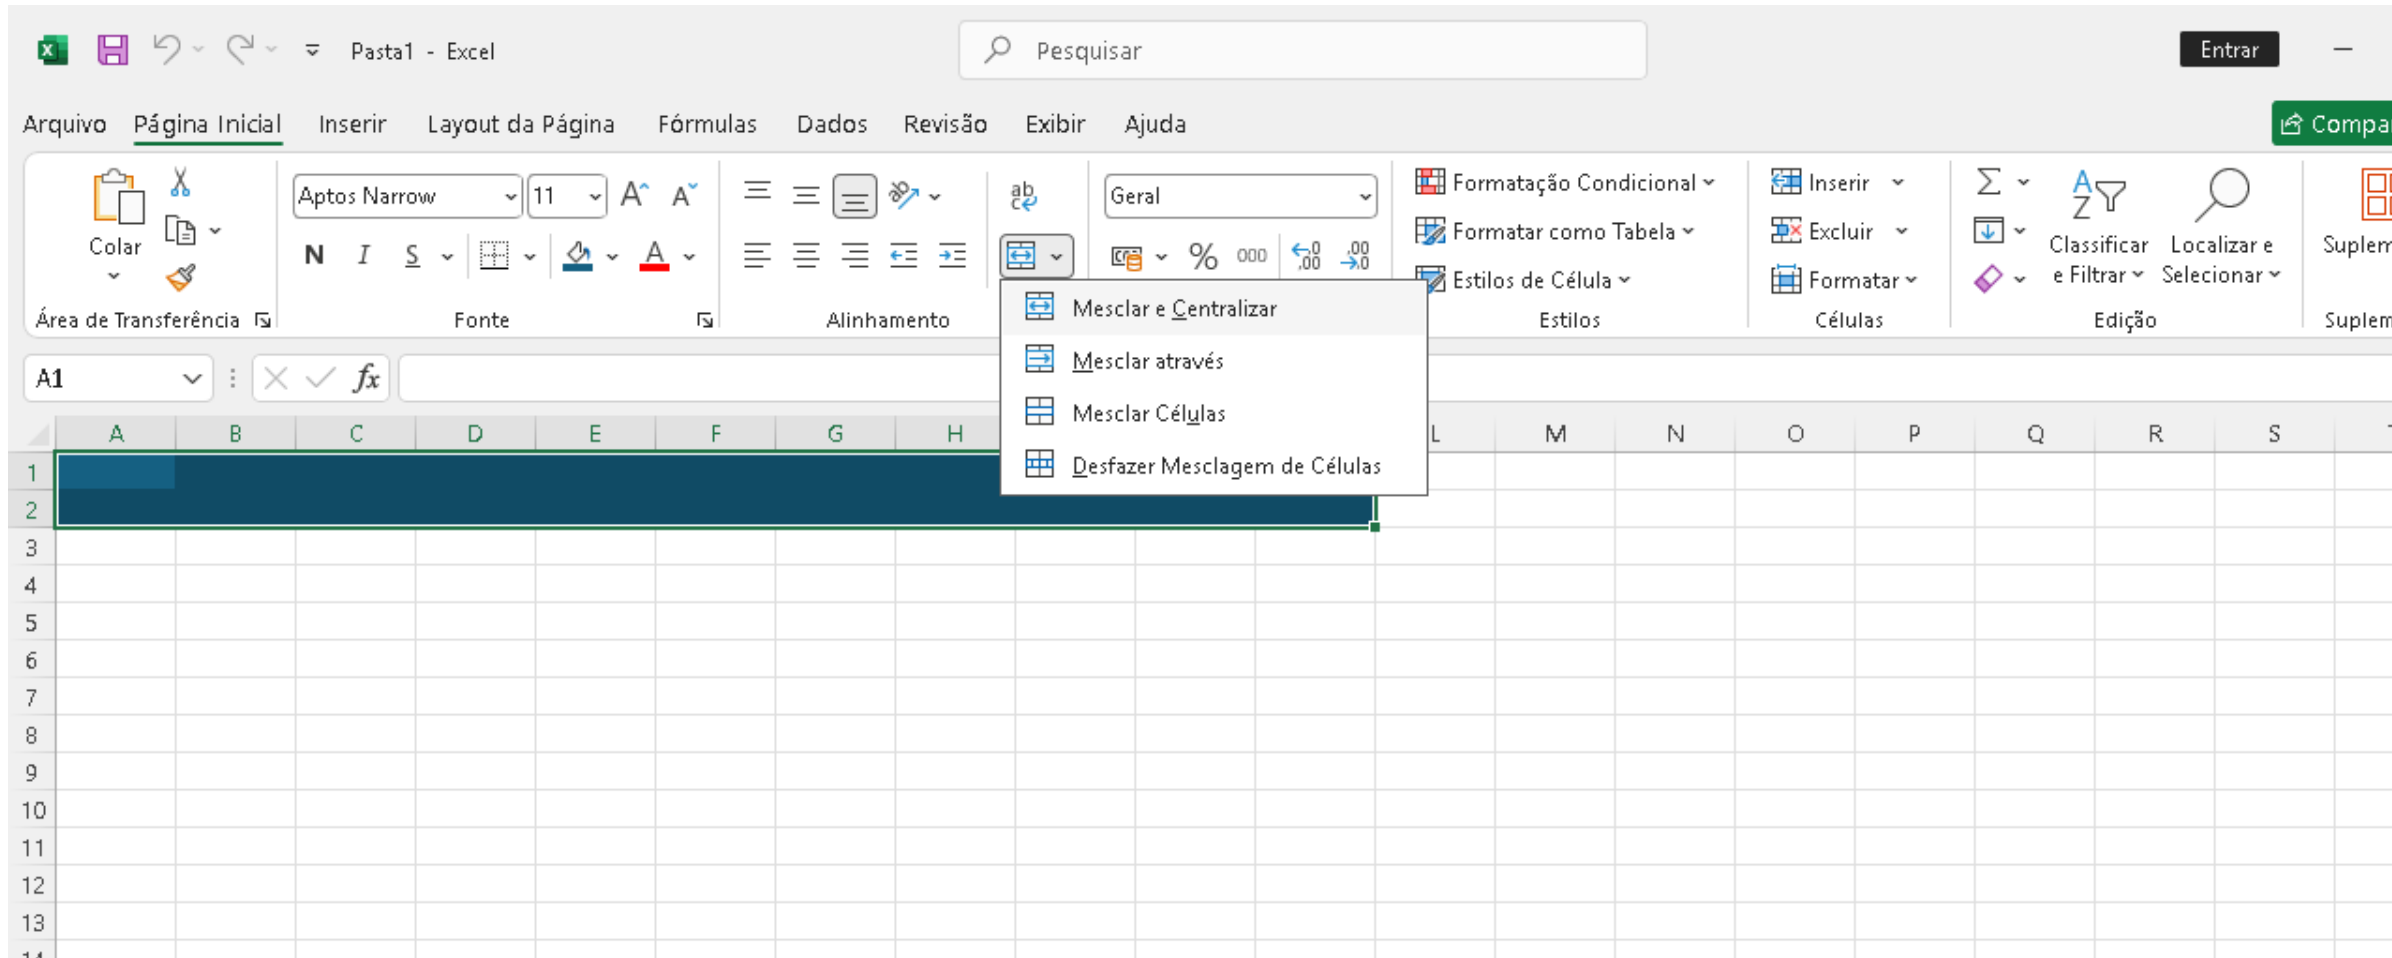 Pasta1 - Excel
Pesquisar
Entrar
Arquivo Página Inicial Inserir Layout da Página Fórmulas Dados Revisão Exibir Ajuda
Compar
Aptos Narrow 11
Geral
Formatação Condicional
Inserir
Colar
N I S
% 000
Formatar como Tabela
Excluir
Classificar e Filtrar
Localizar e Selecionar
Suplem
Estilos de Célula
Formatar
Área de Transferência
Fonte
Alinhamento
Estilos
Células
Edição
Suplem
Mesclar e Centralizar
Mesclar através
Mesclar Células
Desfazer Mesclagem de Células
A1
fx
A B C D E F G H L M N O P Q R S
1
2
3
4
5
6
7
8
9
10
11
12
13